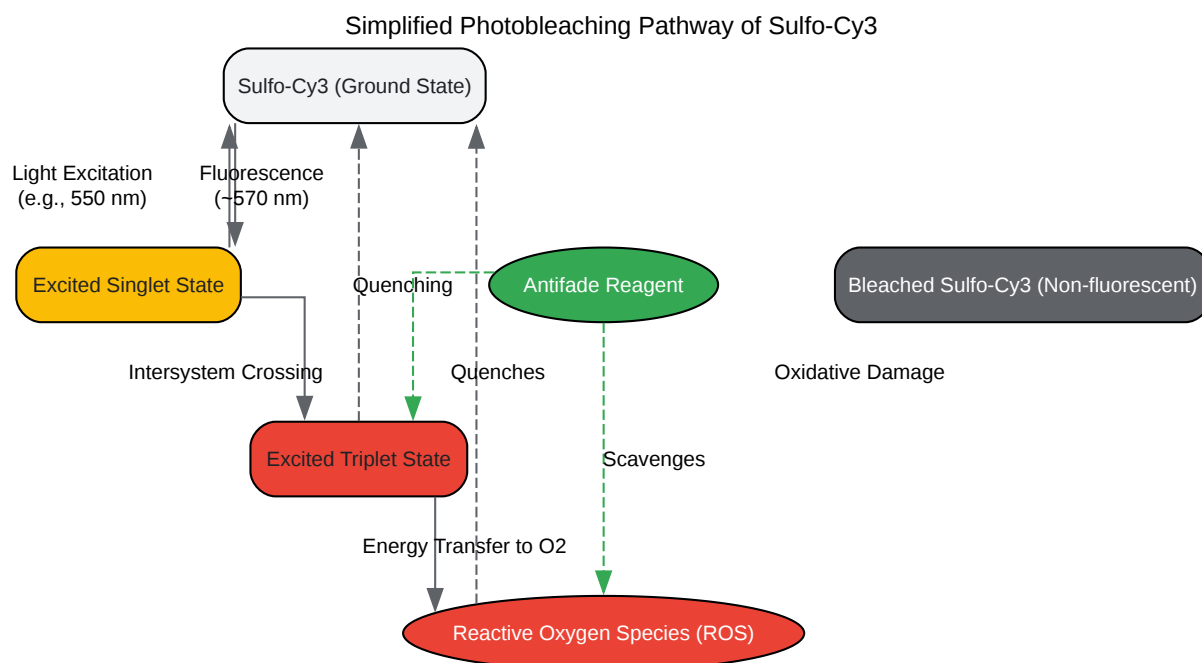 Simplified Photobleaching Pathway of Sulfo-Cy3
Sulfo-Cy3 (Ground State)
Light Excitation
(e.g., 550 nm)
Fluorescence
(~570 nm)
Excited Singlet State
Quenching
Antifade Reagent
Bleached Sulfo-Cy3 (Non-fluorescent)
Intersystem Crossing
Quenches
Oxidative Damage
Excited Triplet State
Scavenges
Energy Transfer to O2
Reactive Oxygen Species (ROS)